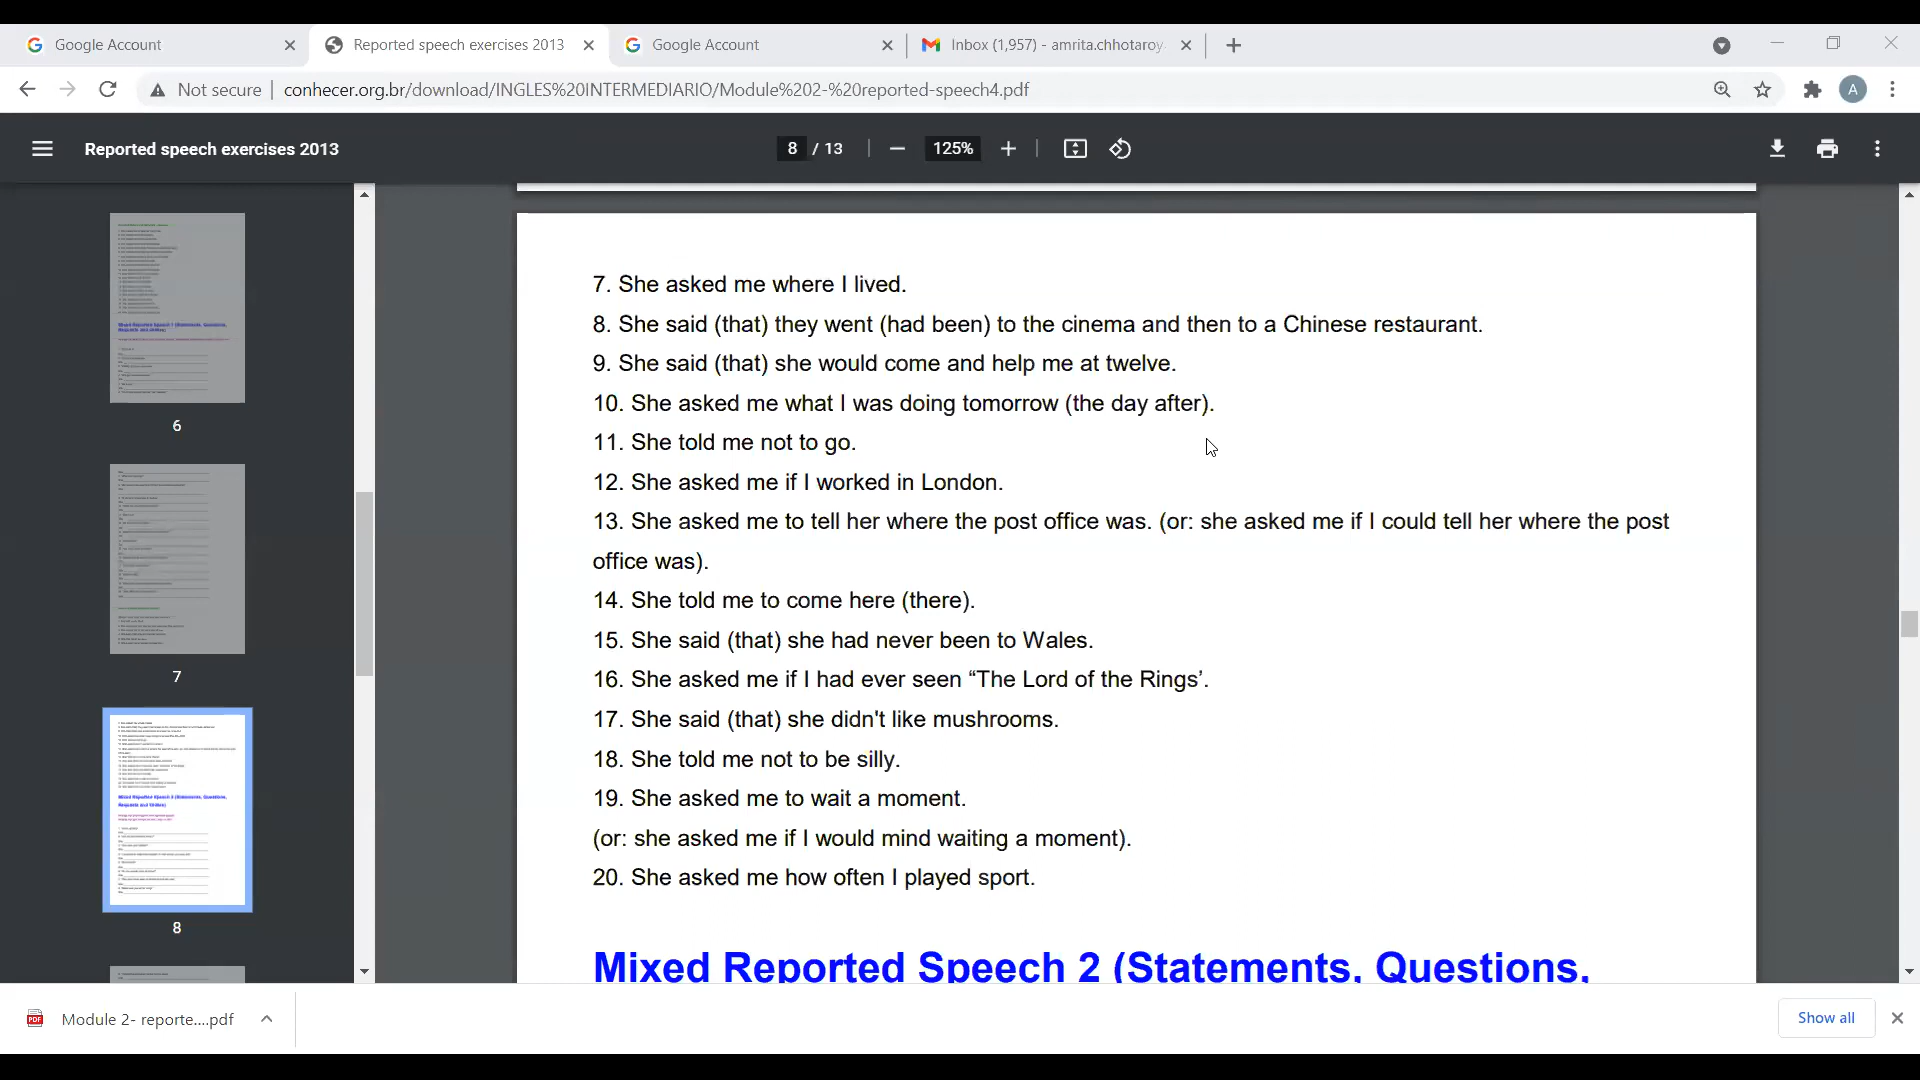 Google Account
Reported speech exercises 2013
Google Account
Inbox (1,957) - amrita.chhotaroy
Not secure
conhecer.org.br/download/INGLES%20INTERMEDIARIO/Module%202-%20reported-speech4.pdf
A
Reported speech exercises 2013
8 / 13
125%
6
7
8
7. She asked me where I lived.
8. She said (that) they went (had been) to the cinema and then to a Chinese restaurant.
9. She said (that) she would come and help me at twelve.
10. She asked me what I was doing tomorrow (the day after).
11. She told me not to go.
12. She asked me if I worked in London.
13. She asked me to tell her where the post office was. (or: she asked me if I could tell her where the post
office was).
14. She told me to come here (there).
15. She said (that) she had never been to Wales.
16. She asked me if I had ever seen “The Lord of the Rings’.
17. She said (that) she didn't like mushrooms.
18. She told me not to be silly.
19. She asked me to wait a moment.
(or: she asked me if I would mind waiting a moment).
20. She asked me how often I played sport.
Mixed Reported Speech 2 (Statements, Questions,
PDF
Module 2- reporte....pdf
Show all